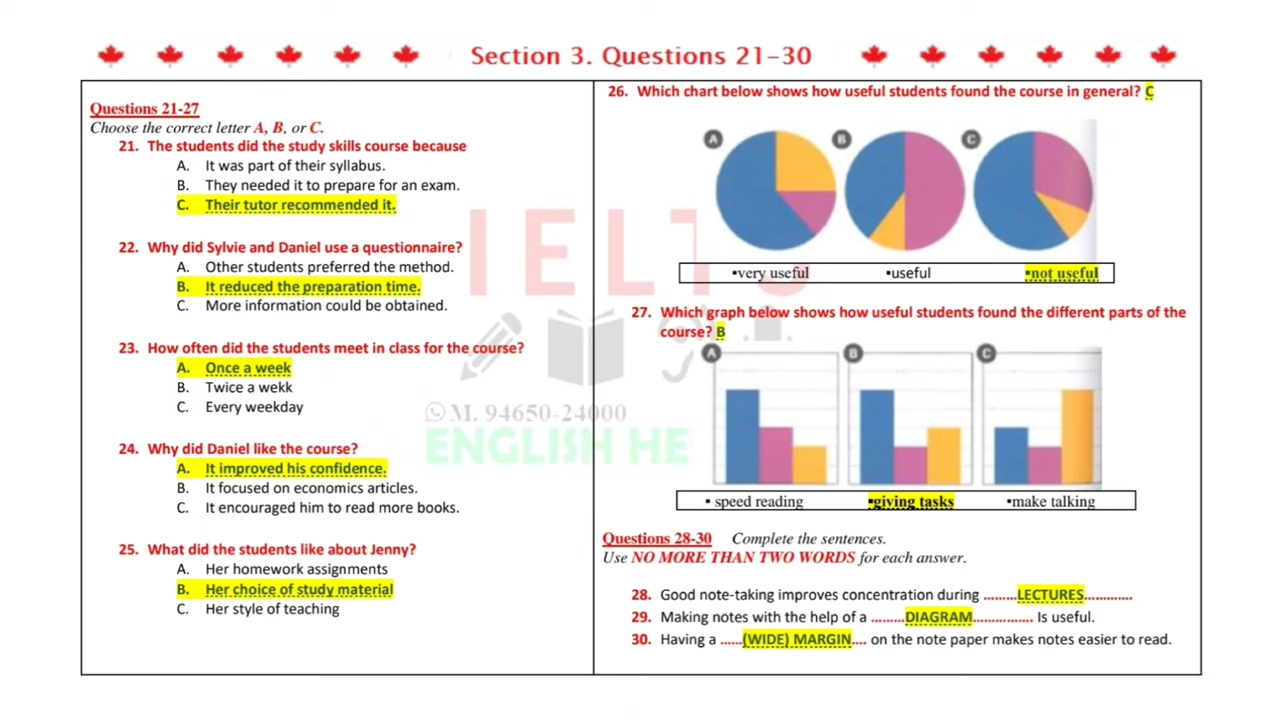 Section 3. Questions 21–30
Questions 21-27
Choose the correct letter A, B, or C.
21. The students did the study skills course because
A. It was part of their syllabus.
B. They needed it to prepare for an exam.
C. Their tutor recommended it.
22. Why did Sylvie and Daniel use a questionnaire?
A. Other students preferred the method.
B. It reduced the preparation time.
C. More information could be obtained.
23. How often did the students meet in class for the course?
A. Once a week
B. Twice a wekk
C. Every weekday
24. Why did Daniel like the course?
A. It improved his confidence.
B. It focused on economics articles.
C. It encouraged him to read more books.
25. What did the students like about Jenny?
A. Her homework assignments
B. Her choice of study material
C. Her style of teaching
26. Which chart below shows how useful students found the course in general? C
A B C
▪very useful ▪useful ▪not useful
27. Which graph below shows how useful students found the different parts of the
course? B
A B C
▪ speed reading ▪giving tasks ▪make talking
Questions 28-30 Complete the sentences.
Use NO MORE THAN TWO WORDS for each answer.
28. Good note-taking improves concentration during .........LECTURES.............
29. Making notes with the help of a .........DIAGRAM................ Is useful.
30. Having a ......(WIDE) MARGIN.... on the note paper makes notes easier to read.
IELTS
M. 94650-24000
ENGLISH HE